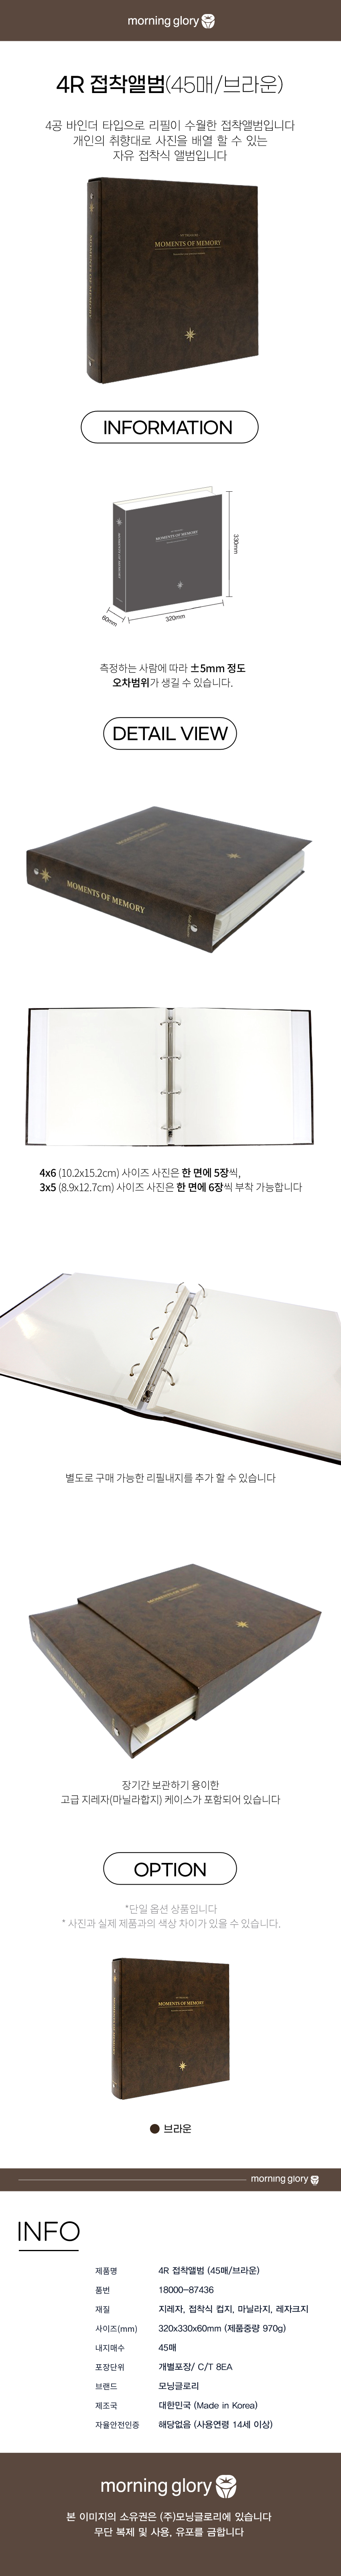 morning glory
4R 접착앨범(45매/브라운)
4공 바인더 타입으로 리필이 수월한 접착앨범입니다
개인의 취향대로 사진을 배열 할 수 있는
자유 접착식 앨범입니다
MOMENTS OF MEMORY
MOMENTS OF MEMORY
INFORMATION
MOMENTS OF MEMORY
MOMENTS OF MEMORY
330mm
60mm
320mm
측정하는 사람에 따라 ±5mm 정도
오차범위가 생길 수 있습니다.
DETAIL VIEW
MOMENTS OF MEMORY
MOMENTS OF MEMORY
4x6 (10.2x15.2cm) 사이즈 사진은 한 면에 5장씩,
3x5 (8.9x12.7cm) 사이즈 사진은 한 면에 6장씩 부착 가능합니다
별도로 구매 가능한 리필내지를 추가 할 수 있습니다
MOMENTS OF MEMORY
MOMENTS OF MEMORY
장기간 보관하기 용이한
고급 지레자(마닐라합지) 케이스가 포함되어 있습니다
OPTION
*단일 옵션 상품입니다
* 사진과 실제 제품과의 색상 차이가 있을 수 있습니다.
MOMENTS OF MEMORY
MOMENTS OF MEMORY
브라운
morning glory
INFO
제품명 4R 접착앨범 (45매/브라운)
품번 18000-87436
재질 지레자, 접착식 컵지, 마닐라지, 레자크지
사이즈(mm) 320x330x60mm (제품중량 970g)
내지매수 45매
포장단위 개별포장/ C/T 8EA
브랜드 모닝글로리
제조국 대한민국 (Made in Korea)
자율안전인증 해당없음 (사용연령 14세 이상)
morning glory
본 이미지의 소유권은 (주)모닝글로리에 있습니다
무단 복제 및 사용, 유포를 금합니다